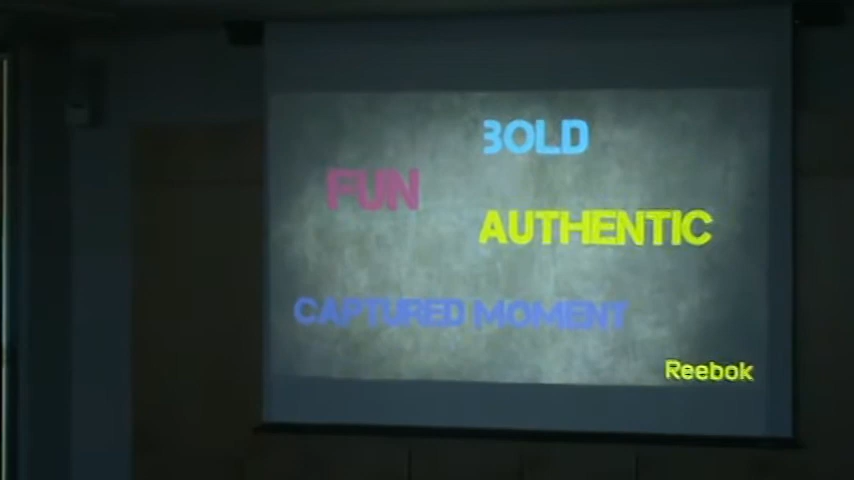 BOLD
FUN
AUTHENTIC
CAPTURED MOMENT
Reebok